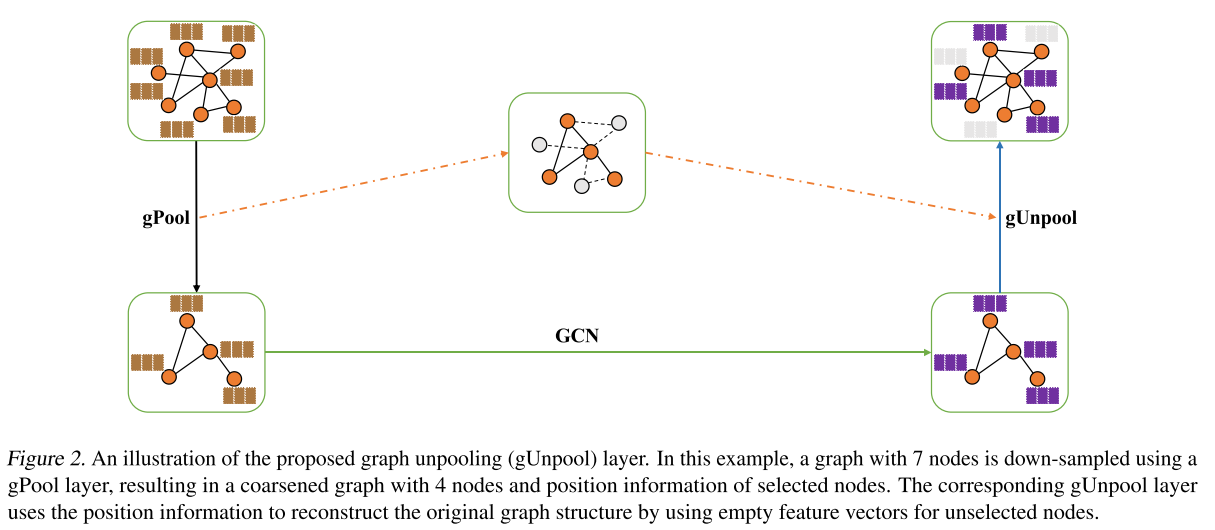 gPool
gUnpool
GCN
Figure 2. An illustration of the proposed graph unpooling (gUnpool) layer. In this example, a graph with 7 nodes is down-sampled using a
gPool layer, resulting in a coarsened graph with 4 nodes and position information of selected nodes. The corresponding gUnpool layer
uses the position information to reconstruct the original graph structure by using empty feature vectors for unselected nodes.